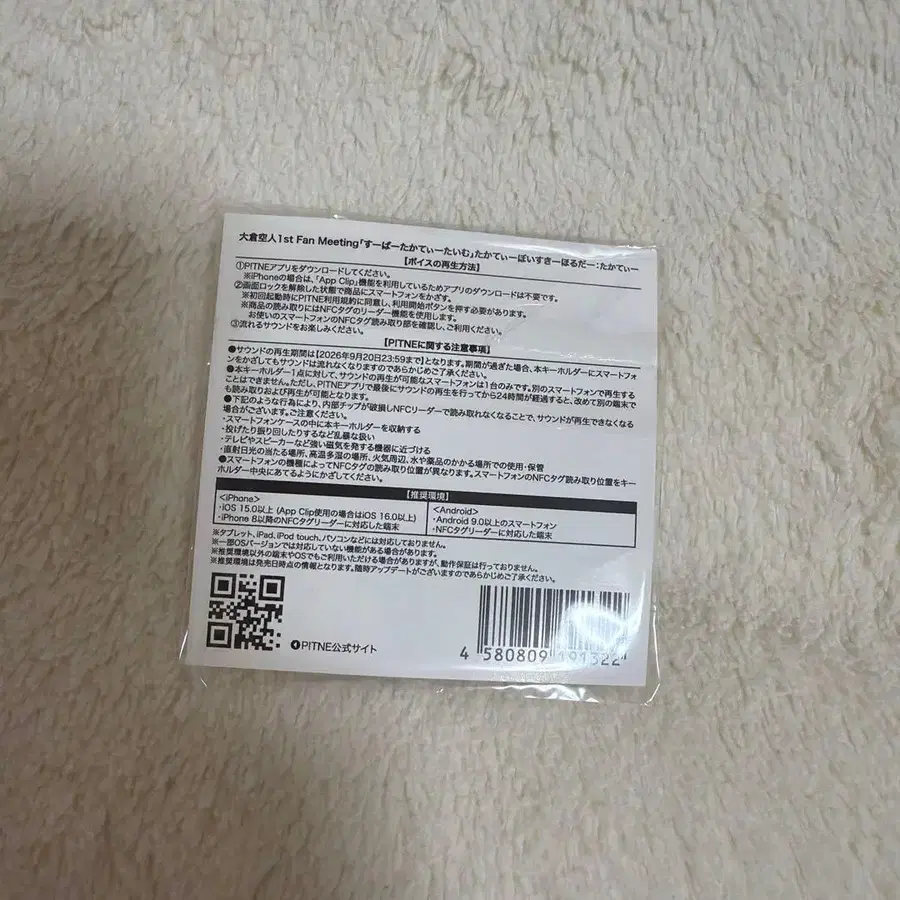 大倉空人1st Fan Meeting「すーぱーたかてぃーたいむ」たかてぃーぼいすきーほるだー：たかてぃー
【ボイスの再生方法】
①PITNEアプリをダウンロードしてください。
※iPhoneの場合は、「App Clip」機能を利用しているためアプリのダウンロードは不要です。
②画面ロックを解除した状態で商品にスマートフォンをかざす。
※初回起動時にPITNE利用規約に同意し、利用開始ボタンを押す必要があります。
※商品の読み取りにはNFCタグのリーダー機能を使用します。
お使いのスマートフォンのNFCタグ読み取り部を確認し、ご利用ください。
③流れるサウンドをお楽しみください。
【PITNEに関する注意事項】
●サウンドの再生期間は【2026年9月20日23:59まで】となります。期間が過ぎた場合、本キーホルダーにスマートフォ
ンをかざしてもサウンドは流れなくなりますのであらかじめご了承ください。
●本キーホルダー1点に対して、サウンドの再生が可能なスマートフォンは1台のみです。別のスマートフォンで再生する
ことはできません。ただし、PITNEアプリで最後にサウンドの再生を行ってから24時間が経過すると、改めて別の端末で
も読み取りおよび再生が可能となります。
●下記のような行為により、内部チップが破損しNFCリーダーで読み取れなくなることで、サウンドが再生できなくなる
場合がございます。ご注意ください。
・スマートフォンケースの中に本キーホルダーを収納する
・投げたり振り回したりするなど乱暴な扱い
・テレビやスピーカーなど強い磁気を発する機器に近づける
・直射日光の当たる場所、高温多湿の場所、火気周辺、水や薬品のかかる場所での使用・保管
●スマートフォンの機種によってNFCタグの読み取り位置が異なります。スマートフォンのNFCタグ読み取り位置をキー
ホルダー中央にあてるようにかざしてください。
【推奨環境】
<iPhone>
・iOS 15.0以上 (App Clip使用の場合はiOS 16.0以上)
・iPhone 8以降のNFCタグリーダーに対応した端末
<Android>
・Android 9.0以上のスマートフォン
・NFCタグリーダーに対応した端末
※タブレット、iPad、iPod touch、パソコンなどには対応しておりません。
※一部OSバージョンでは対応していない機能がある場合があります。
※推奨環境以外の端末やOSでもご利用いただける場合がありますが、動作保証は行っておりません。
※推奨環境は発売日時点の情報となります。随時アップデートがございますのであらかじめご了承ください。
PITNE公式サイト
4 580809 191322